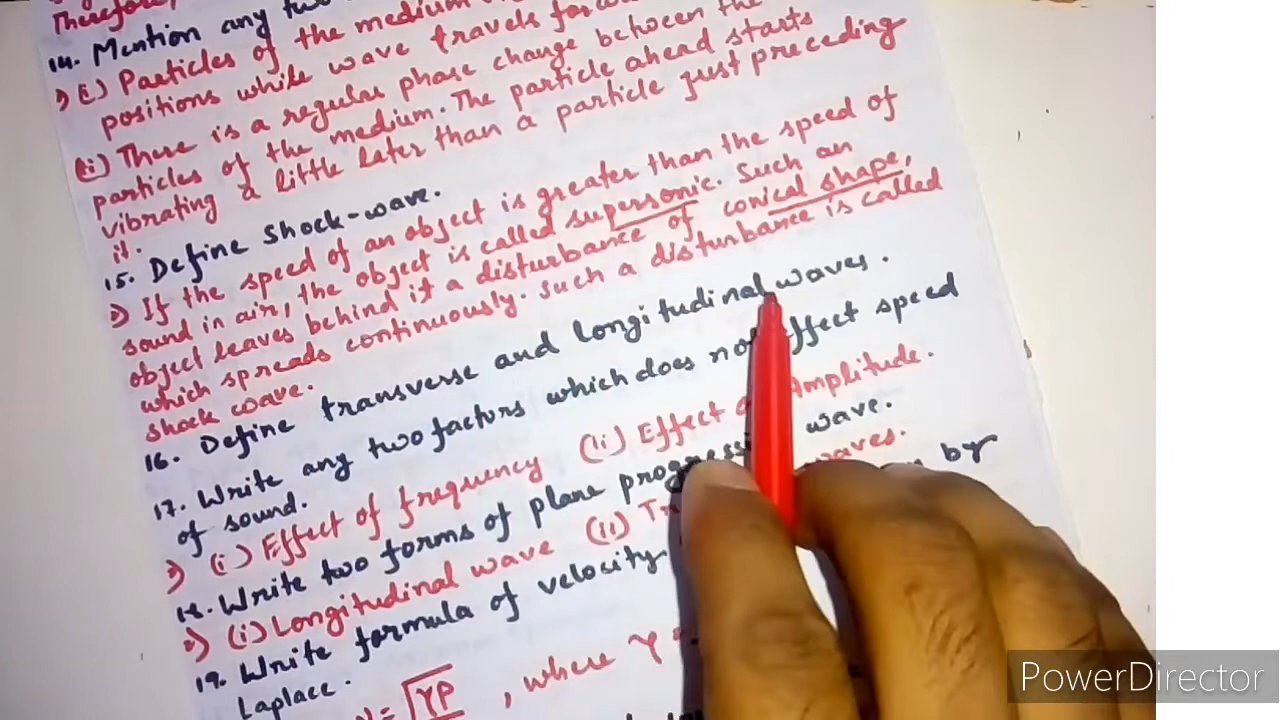 Therefore,
14. Mention any two
⇒ (i) Particles of the medium
positions while wave travels
(ii) There is a regular phase change between the
particles of the medium. The particle ahead starts
vibrating a little later than a particle just preceding
it.
15. Define shock-wave.
⇒ If the speed of an object is greater than the speed of
sound in air, the object is called supersonic. Such an
object leaves behind it a disturbance of conical shape,
which spreads continuously. Such a disturbance is called
shock wave.
16. Define transverse and longitudinal waves.
17. Write any two factors which does not effect speed
of sound.
⇒ (i) Effect of frequency (ii) Effect Amplitude.
18. Write two forms of plane wave.
⇒ (i) Longitudinal wave (ii) waves.
19. Write formula of velocity by
Laplace.
√γP , where γ =
PowerDirector